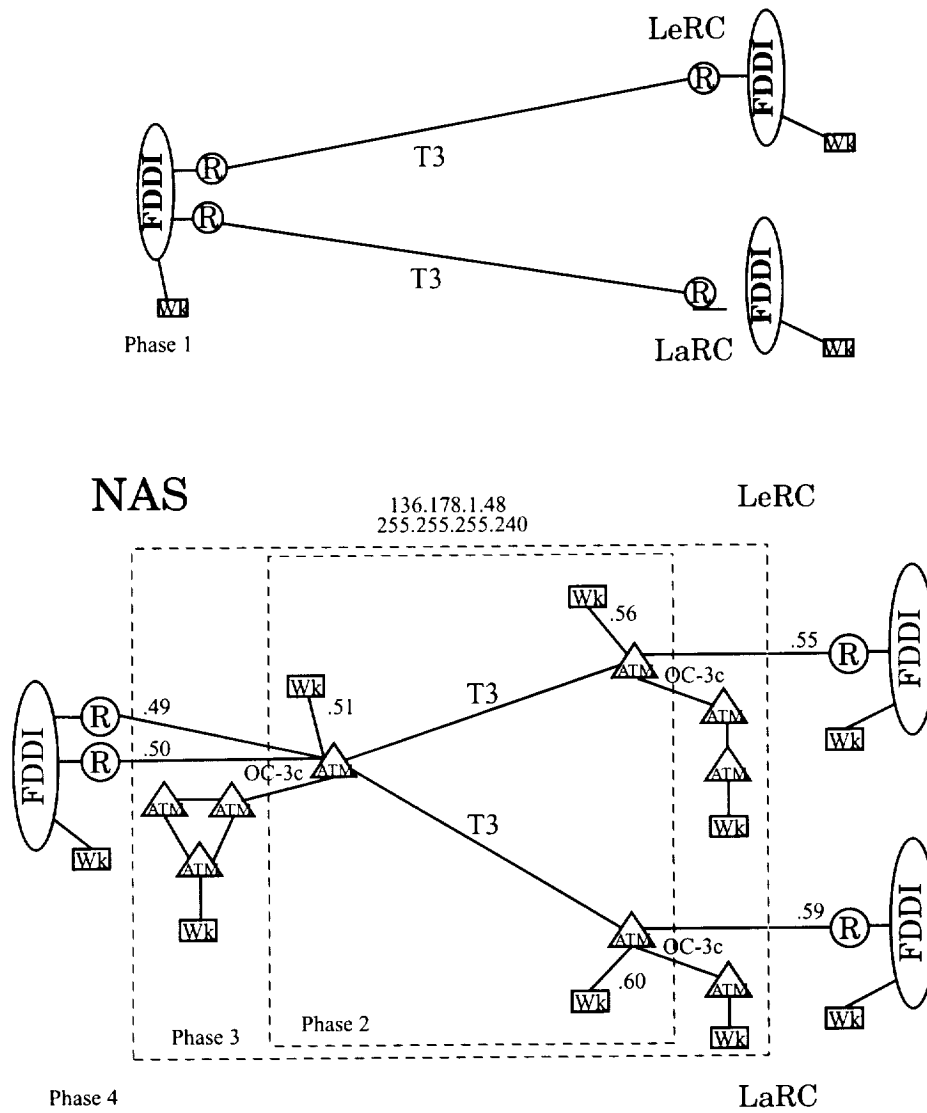 LeRC
R
FDDI
T3
Wk
R
FDDI
R
T3
R
FDDI
Wk
Phase 1
LaRC
Wk
NAS
136.178.1.48
255.255.255.240
LeRC
Wk
.56
.55
R
FDDI
ATM
OC-3c
Wk
.51
T3
ATM
.49
R
.50
R
FDDI
OC-3c
ATM
ATM
Wk
ATM
ATM
T3
Wk
ATM
Wk
Wk
.59
R
FDDI
ATM
OC-3c
.60
Wk
ATM
Wk
Wk
Phase 3
Phase 2
Phase 4
LaRC